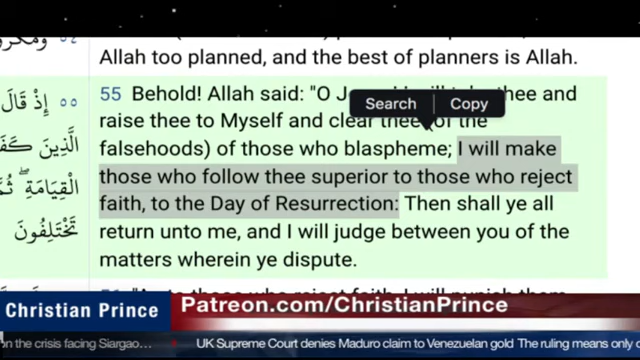 ٥٤
Allah too planned, and the best of planners is Allah.
55 Behold! Allah said: "O thee and
٥٥ إِذْ قَالَ
Search Copy
raise thee to Myself and clear thee (of the
الَّذِينَ
falsehoods) of those who blaspheme; I will make
those who follow thee superior to those who reject
الْقِيَامَةِ ۖ
faith, to the Day of Resurrection: Then shall ye all
تَخْتَلِفُونَ
return unto me, and I will judge between you of the
matters wherein ye dispute.
Christian Prince
Patreon.com/ChristianPrince
on the crisis facing Siargao… UK Supreme Court denies Maduro claim to Venezuelan gold The ruling means only